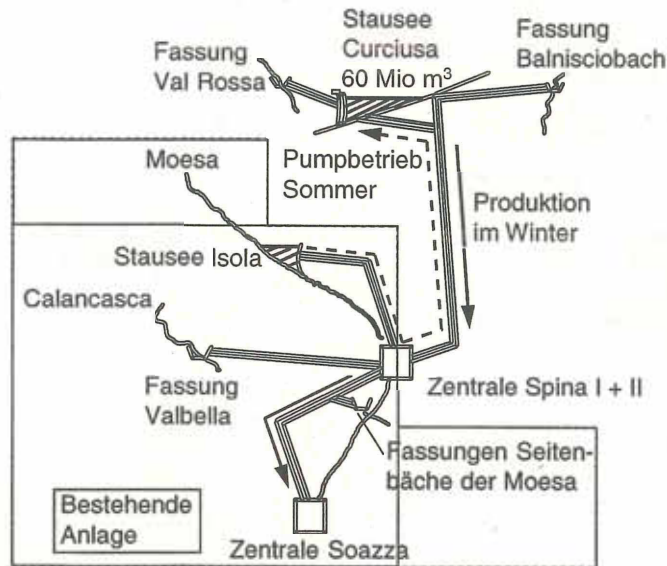 Stausee
Curciusa
60 Mio m³
Fassung
Val Rossa
Fassung
Balnisciobach
Moesa
Pumpbetrieb
Sommer
Produktion
im Winter
Stausee Isola
Calancasca
Fassung
Valbella
Zentrale Spina I + II
Fassungen Seiten-
bäche der Moesa
Bestehende
Anlage
Zentrale Soazza